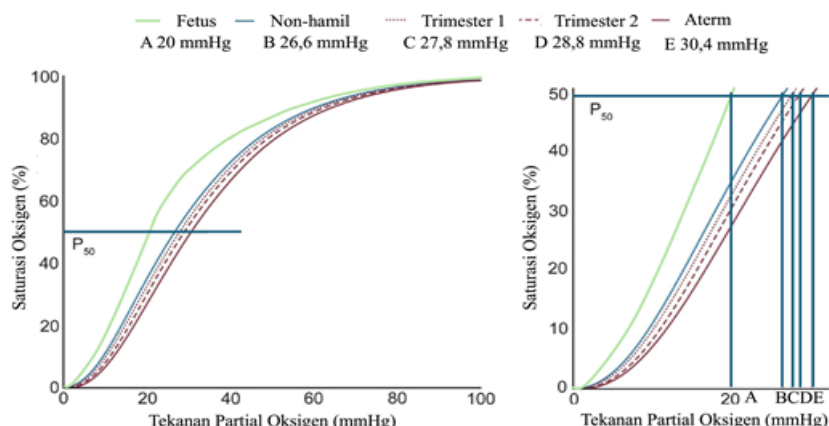 Fetus Non-hamil Trimester 1 Trimester 2 Aterm
A 20 mmHg B 26,6 mmHg C 27,8 mmHg D 28,8 mmHg E 30,4 mmHg
Saturasi Oksigen (%)
100
80
60
40
20
0
P50
0 20 40 60 80 100
Tekanan Partial Oksigen (mmHg)
Saturasi Oksigen (%)
50
40
30
20
10
0
P50
0 20 A BCDE
Tekanan Partial Oksigen (mmHg)